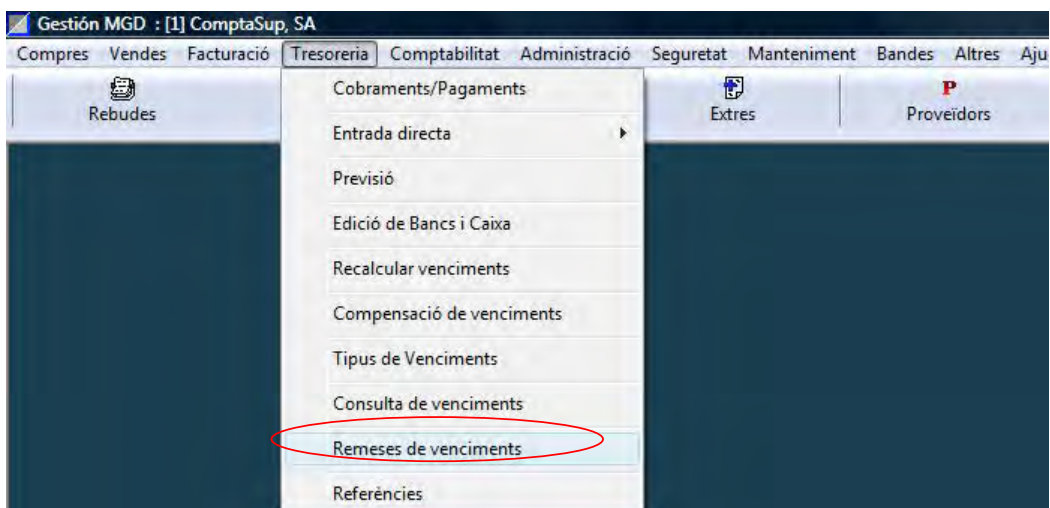 Gestión MGD : [1] ComptaSup, SA
Compres Vendes Facturació Tresoreria Comptabilitat Administració Seguretat Manteniment Bandes Altres Aju
Rebudes Extres Proveïdors
Cobraments/Pagaments
Entrada directa
Previsió
Edició de Bancs i Caixa
Recalcular venciments
Compensació de venciments
Tipus de Venciments
Consulta de venciments
Remeses de venciments
Referències